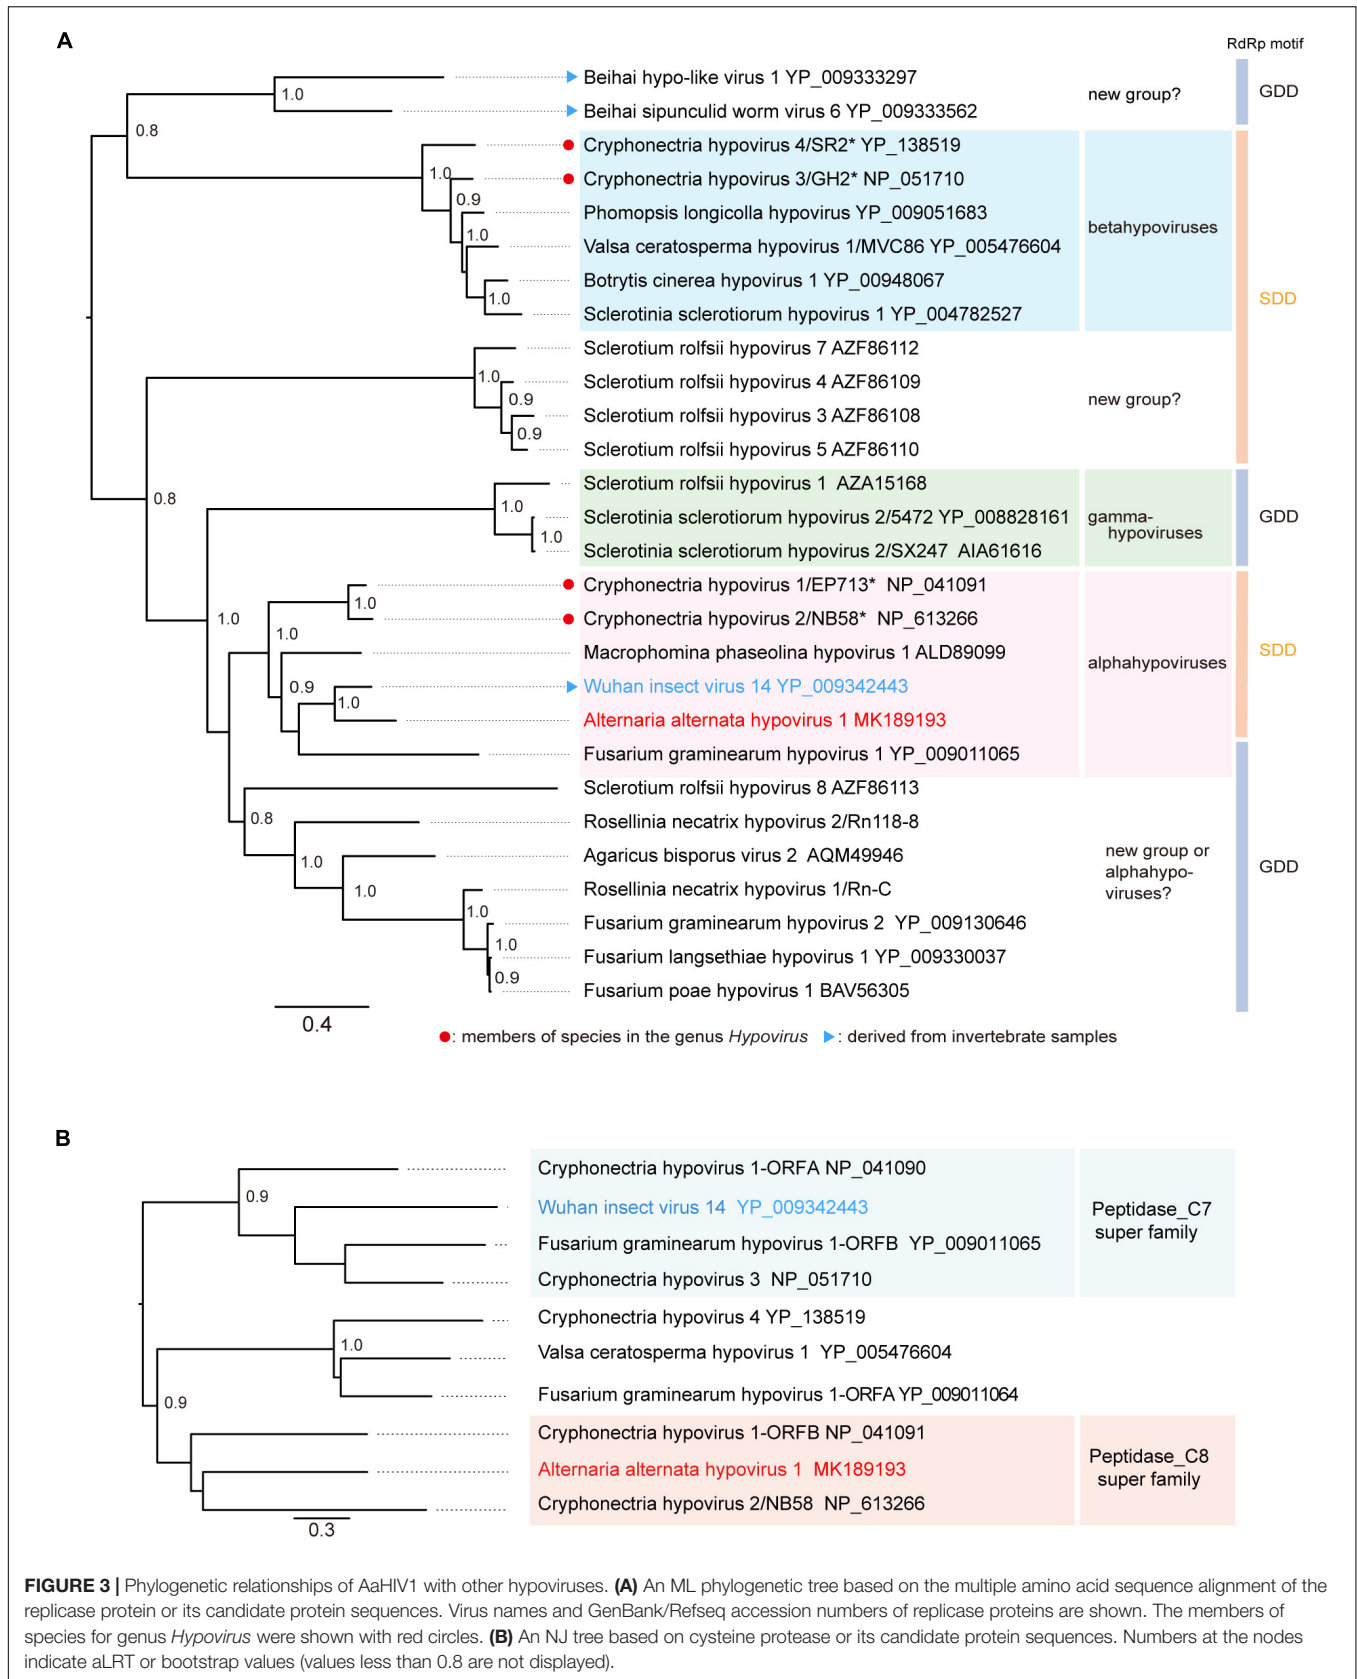 A
RdRp motif
Beihai hypo-like virus 1 YP_009333297
Beihai sipunculid worm virus 6 YP_009333562
new group?
GDD
1.0
0.8
Cryphonectria hypovirus 4/SR2* YP_138519
Cryphonectria hypovirus 3/GH2* NP_051710
Phomopsis longicolla hypovirus YP_009051683
Valsa ceratosperma hypovirus 1/MVC86 YP_005476604
Botrytis cinerea hypovirus 1 YP_00948067
Sclerotinia sclerotiorum hypovirus 1 YP_004782527
betahypoviruses
SDD
1.0
0.9
1.0
1.0
Sclerotium rolfsii hypovirus 7 AZF86112
Sclerotium rolfsii hypovirus 4 AZF86109
Sclerotium rolfsii hypovirus 3 AZF86108
Sclerotium rolfsii hypovirus 5 AZF86110
new group?
1.0
0.9
0.9
0.8
Sclerotium rolfsii hypovirus 1 AZA15168
Sclerotinia sclerotiorum hypovirus 2/5472 YP_008828161
Sclerotinia sclerotiorum hypovirus 2/SX247 AIA61616
gamma-
hypoviruses
GDD
1.0
1.0
Cryphonectria hypovirus 1/EP713* NP_041091
Cryphonectria hypovirus 2/NB58* NP_613266
Macrophomina phaseolina hypovirus 1 ALD89099
Wuhan insect virus 14 YP_009342443
Alternaria alternata hypovirus 1 MK189193
Fusarium graminearum hypovirus 1 YP_009011065
alphahypoviruses
SDD
1.0
1.0
1.0
0.9
1.0
Sclerotium rolfsii hypovirus 8 AZF86113
Rosellinia necatrix hypovirus 2/Rn118-8
Agaricus bisporus virus 2 AQM49946
Rosellinia necatrix hypovirus 1/Rn-C
Fusarium graminearum hypovirus 2 YP_009130646
Fusarium langsethiae hypovirus 1 YP_009330037
Fusarium poae hypovirus 1 BAV56305
new group or
alphahypo-
viruses?
GDD
0.8
1.0
1.0
1.0
1.0
0.9
0.4
: members of species in the genus Hypovirus : derived from invertebrate samples
B
Cryphonectria hypovirus 1-ORFA NP_041090
Wuhan insect virus 14 YP_009342443
Fusarium graminearum hypovirus 1-ORFB YP_009011065
Cryphonectria hypovirus 3 NP_051710
Peptidase_C7
super family
0.9
Cryphonectria hypovirus 4 YP_138519
Valsa ceratosperma hypovirus 1 YP_005476604
Fusarium graminearum hypovirus 1-ORFA YP_009011064
1.0
0.9
Cryphonectria hypovirus 1-ORFB NP_041091
Alternaria alternata hypovirus 1 MK189193
Cryphonectria hypovirus 2/NB58 NP_613266
Peptidase_C8
super family
0.3
FIGURE 3 | Phylogenetic relationships of AaHIV1 with other hypoviruses. (A) An ML phylogenetic tree based on the multiple amino acid sequence alignment of the
replicase protein or its candidate protein sequences. Virus names and GenBank/Refseq accession numbers of replicase proteins are shown. The members of
species for genus Hypovirus were shown with red circles. (B) An NJ tree based on cysteine protease or its candidate protein sequences. Numbers at the nodes
indicate aLRT or bootstrap values (values less than 0.8 are not displayed).